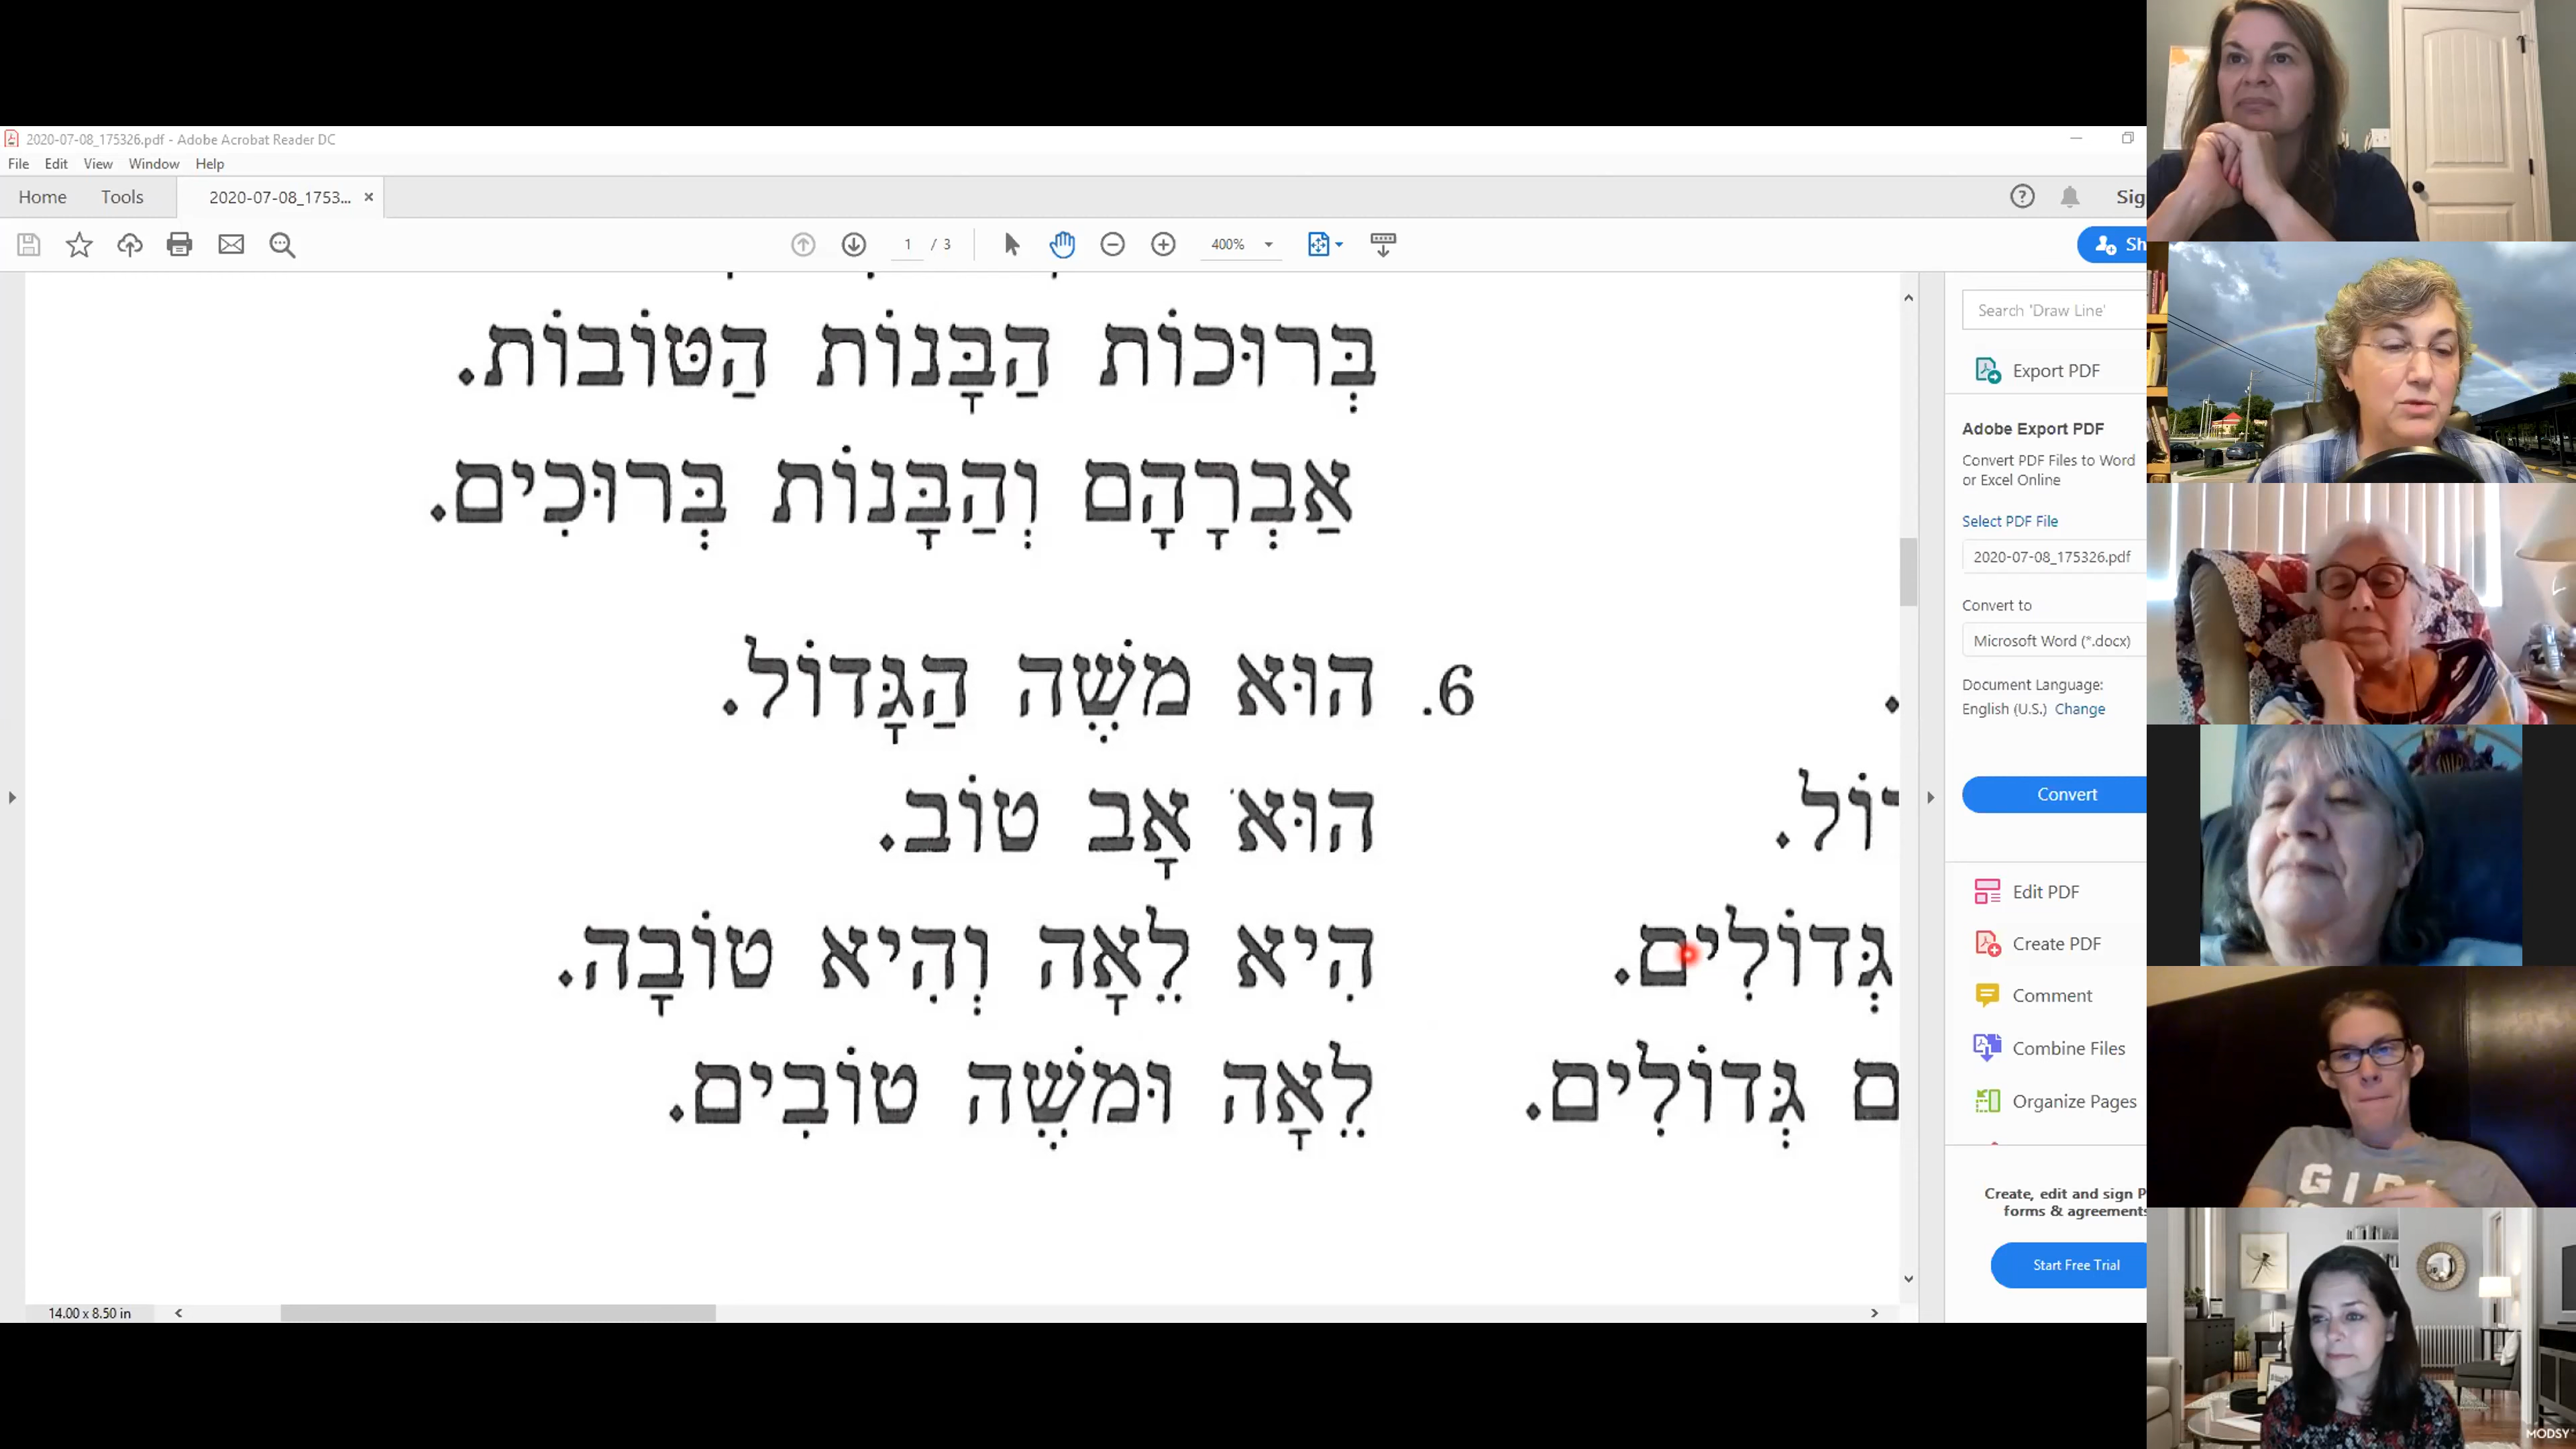 2020-07-08_175326.pdf - Adobe Acrobat Reader DC
File Edit View Window Help
Home Tools 2020-07-08_1753...
Sig
1 / 3 400%
Sh
בְּרוּכוֹת הַבָּנוֹת הַטּוֹבוֹת.
אַבְרָהָם וְהַבָּנוֹת בְּרוּכִים.
6. הוּא מֹשֶׁה הַגָּדוֹל.
הוּא אָב טוֹב.
הִיא לֵאָה וְהִיא טוֹבָה.
לֵאָה וּמֹשֶׁה טוֹבִים.
גְּדוֹלִים.
ם גְּדוֹלִים.
Search 'Draw Line'
Export PDF
Adobe Export PDF
Convert PDF Files to Word
or Excel Online
Select PDF File
2020-07-08_175326.pdf
Convert to
Microsoft Word (*.docx)
Document Language:
English (U.S.) Change
Convert
Edit PDF
Create PDF
Comment
Combine Files
Organize Pages
Create, edit and sign P
forms & agreements
Start Free Trial
14.00 x 8.50 in
MODSY